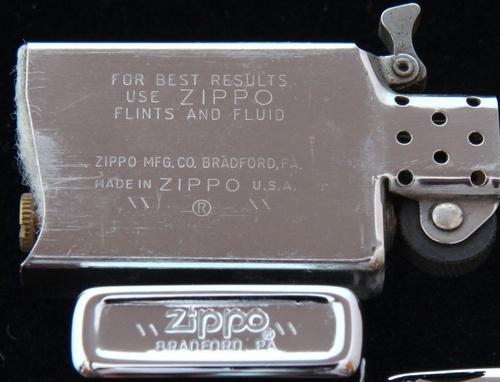 FOR BEST RESULTS
USE ZIPPO
FLINTS AND FLUID
ZIPPO MFG. CO. BRADFORD, PA.
MADE IN ZIPPO U.S.A.
\\ ® \\
\\ Zippo® \\
BRADFORD, PA